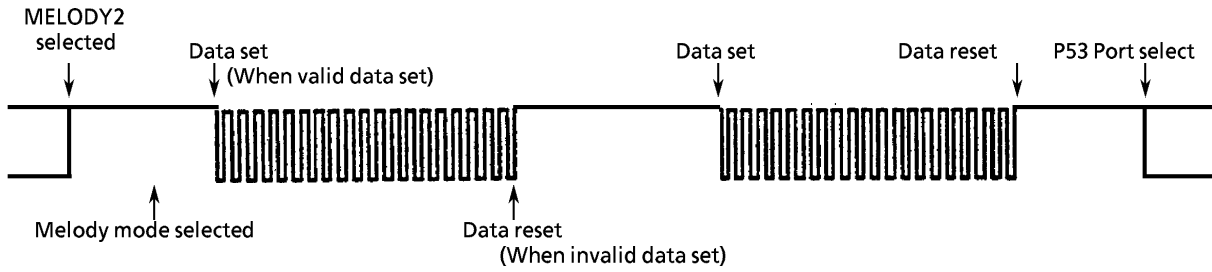 MELODY2
selected
Data set
(When valid data set)
Data set
Data reset
P53 Port select
Melody mode selected
Data reset
(When invalid data set)